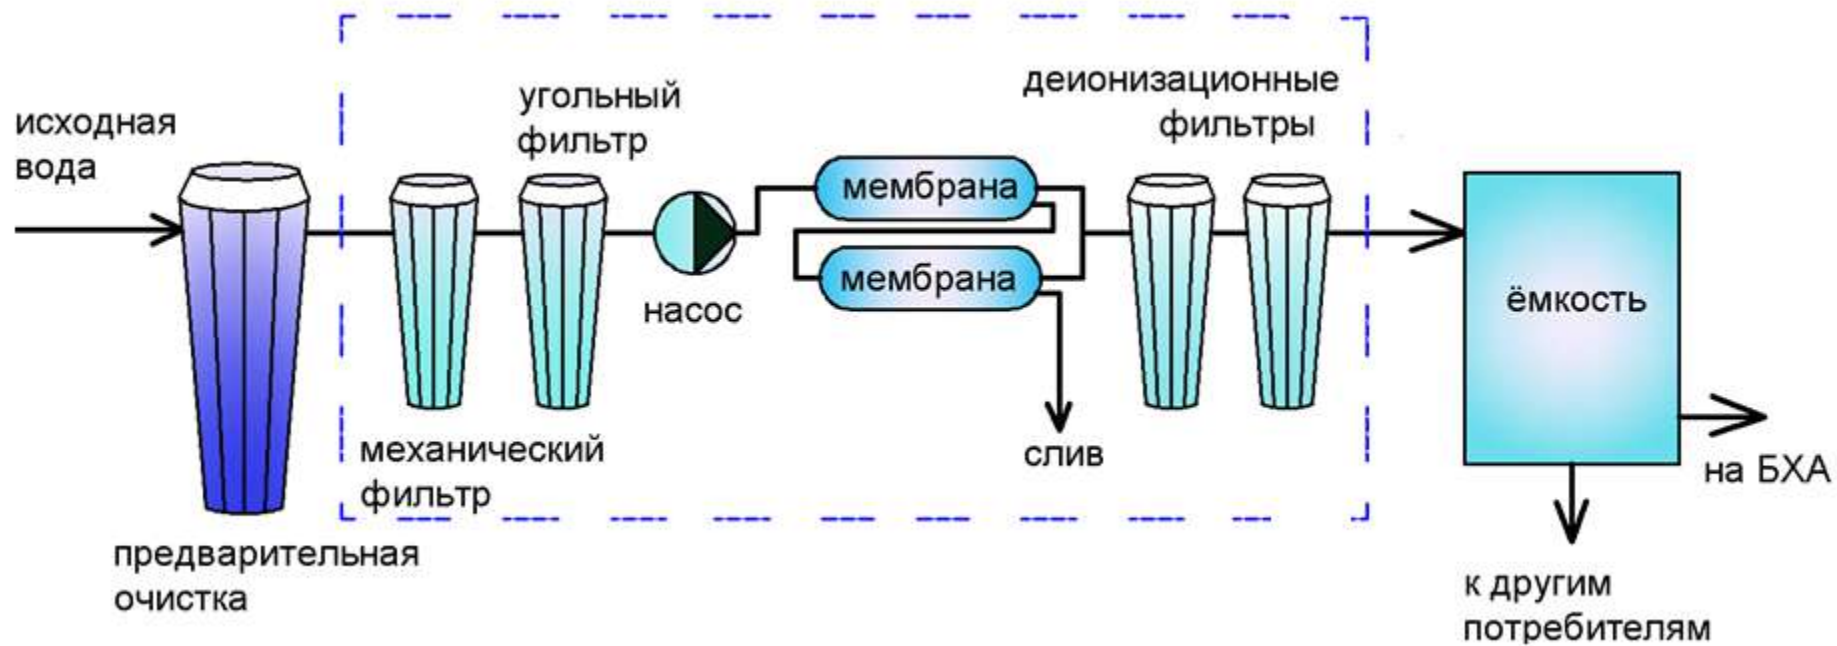 исходная
вода
предварительная
очистка
механический
фильтр
угольный
фильтр
насос
мембрана
мембрана
слив
деионизационные
фильтры
ёмкость
на БХА
к другим
потребителям